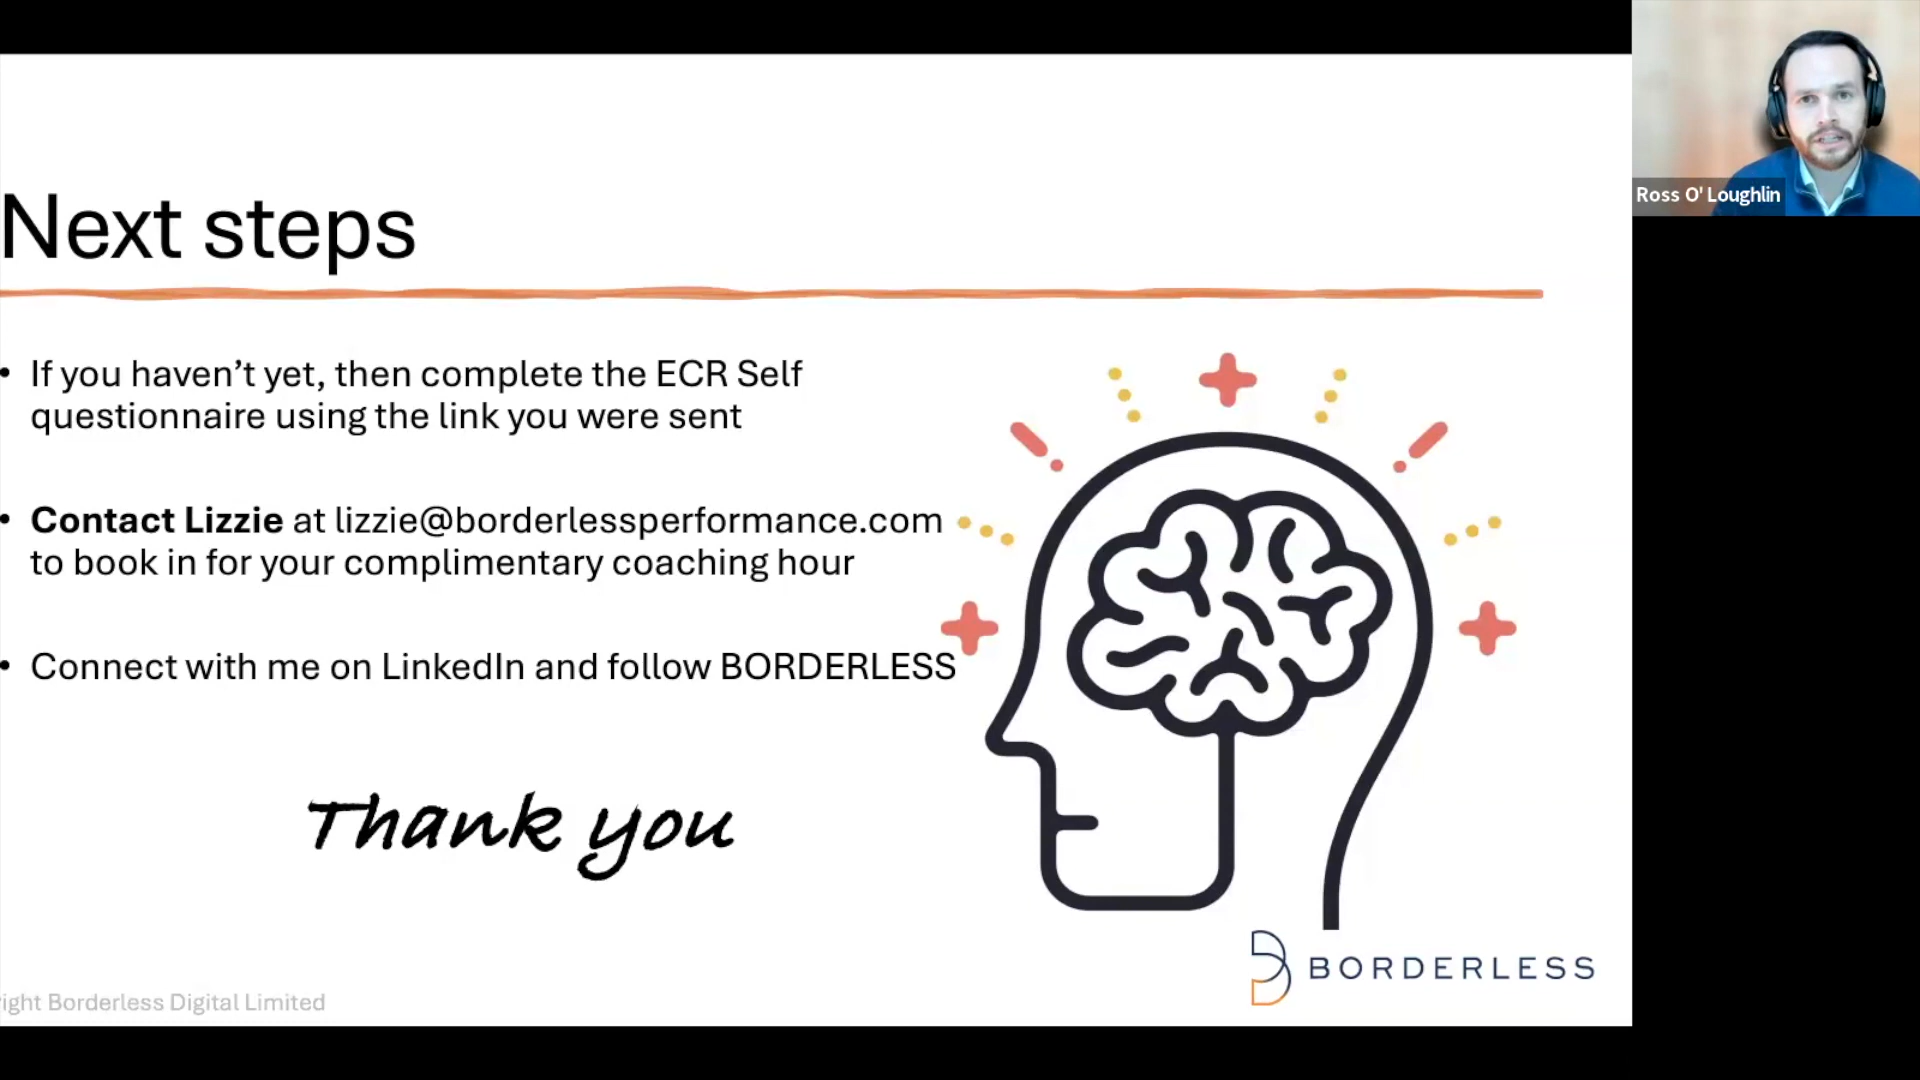 Ross O' Loughlin
Next steps
• If you haven’t yet, then complete the ECR Self
questionnaire using the link you were sent
• Contact Lizzie at lizzie@borderlessperformance.com
to book in for your complimentary coaching hour
• Connect with me on LinkedIn and follow BORDERLESS
Thank you
BORDERLESS
ight Borderless Digital Limited